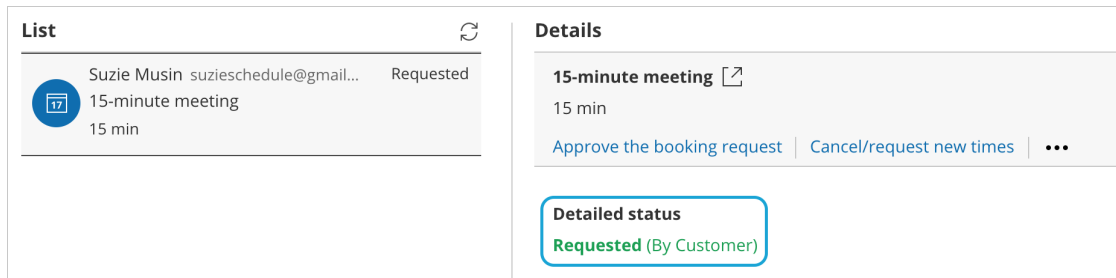 List
Suzie Musin suzieschedule@gmail... Requested
17
15-minute meeting
15 min
Details
15-minute meeting
15 min
Approve the booking request Cancel/request new times •••
Detailed status
Requested (By Customer)